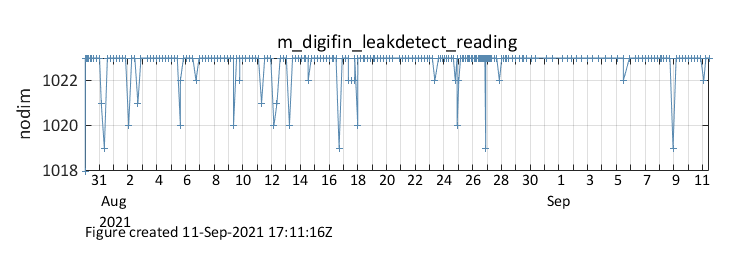 m_digifin_leakdetect_reading
nodim
1022
1020
1018
31 2 4 6 8 10 12 14 16 18 20 22 24 26 28 30 1 3 5 7 9 11
Aug Sep
2021
Figure created 11-Sep-2021 17:11:16Z